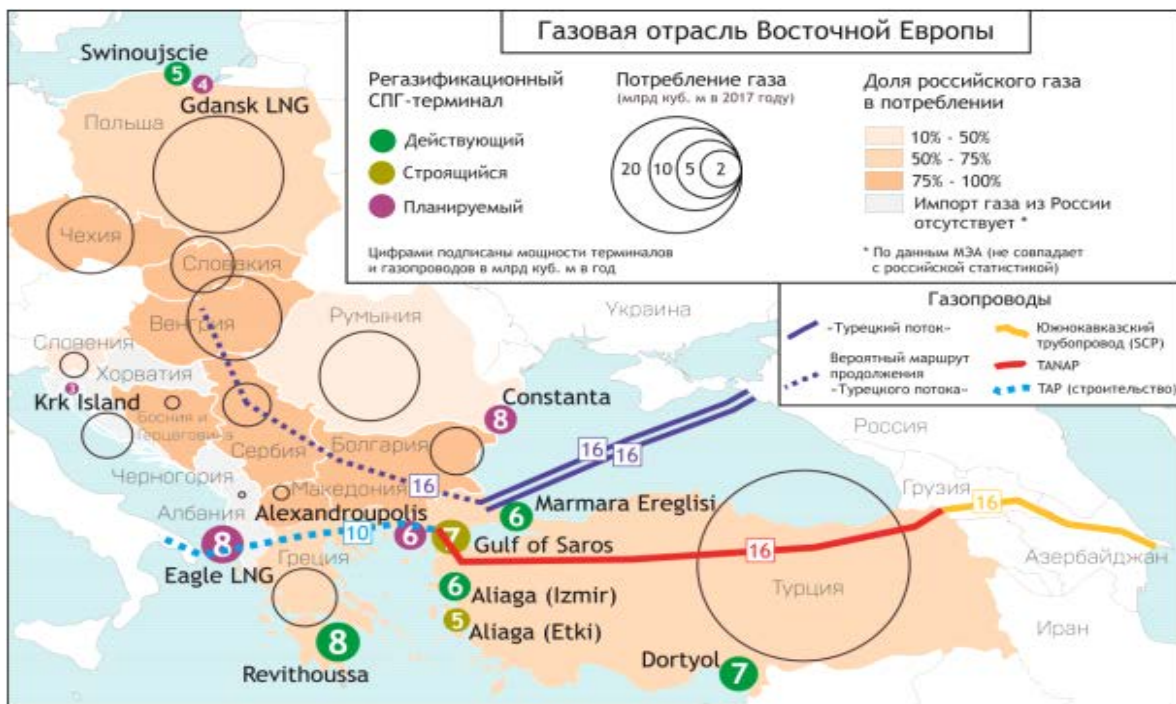 Газовая отрасль Восточной Европы
Регазификационный
СПГ-терминал
Действующий
Строящийся
Планируемый
Потребление газа
(млрд куб. м в 2017 году)
20
10
5
2
Доля российского газа
в потреблении
10% - 50%
50% - 75%
75% - 100%
Импорт газа из России
отсутствует *
Цифрами подписаны мощности терминалов
и газопроводов в млрд куб. м в год
* По данным МЭА (не совпадает
с российской статистикой)
Газопроводы
«Турецкий поток»
Вероятный маршрут
продолжения
«Турецкого потока»
Южнокавказский
трубопровод (SCP)
TANAP
TAP (строительство)
Swinoujscie
5
4
Gdansk LNG
Польша
Чехия
Словакия
Венгрия
Румыния
Украина
Словения
Хорватия
3
Krk Island
Босния и
Герцеговина
Сербия
Constanta
8
Болгария
16
16
Россия
Черногория
Македония
16
Грузия
16
Албания
Alexandroupolis
6
Marmara Ereglisi
6
8
10
7
Gulf of Saros
16
Азербайджан
Eagle LNG
Греция
6
Aliaga (Izmir)
Турция
5
Aliaga (Etki)
Иран
8
Revithoussa
Dortyol
7